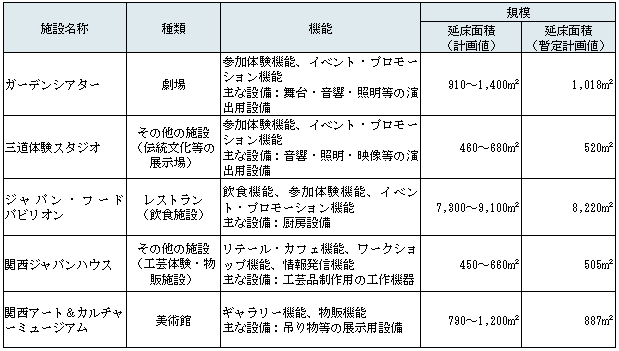 施設名称
種類
機能
規模
延床面積
（計画値）
延床面積
（暫定計画値）
ガーデンシアター
劇場
参加体験機能、イベント・プロモー
ション機能
主な設備：舞台・音響・照明等の演
出用設備
910～1,400㎡
1,018㎡
三道体験スタジオ
その他の施設
（伝統文化等の
展示場）
参加体験機能、イベント・プロモー
ション機能
主な設備：音響・照明・映像等の演
出用設備
460～680㎡
520㎡
ジャパン・フード
パビリオン
レストラン
（飲食施設）
飲食機能、参加体験機能、イベン
ト・プロモーション機能
主な設備：厨房設備
7,300～9,100㎡
8,220㎡
関西ジャパンハウス
その他の施設
（工芸体験・物
販施設）
リテール・カフェ機能、ワークショ
ップ機能、情報発信機能
主な設備：工芸品制作用の工作機器
450～660㎡
505㎡
関西アート＆カルチャ
ーミュージアム
美術館
ギャラリー機能、物販機能
主な設備：吊り物等の展示用設備
790～1,200㎡
887㎡